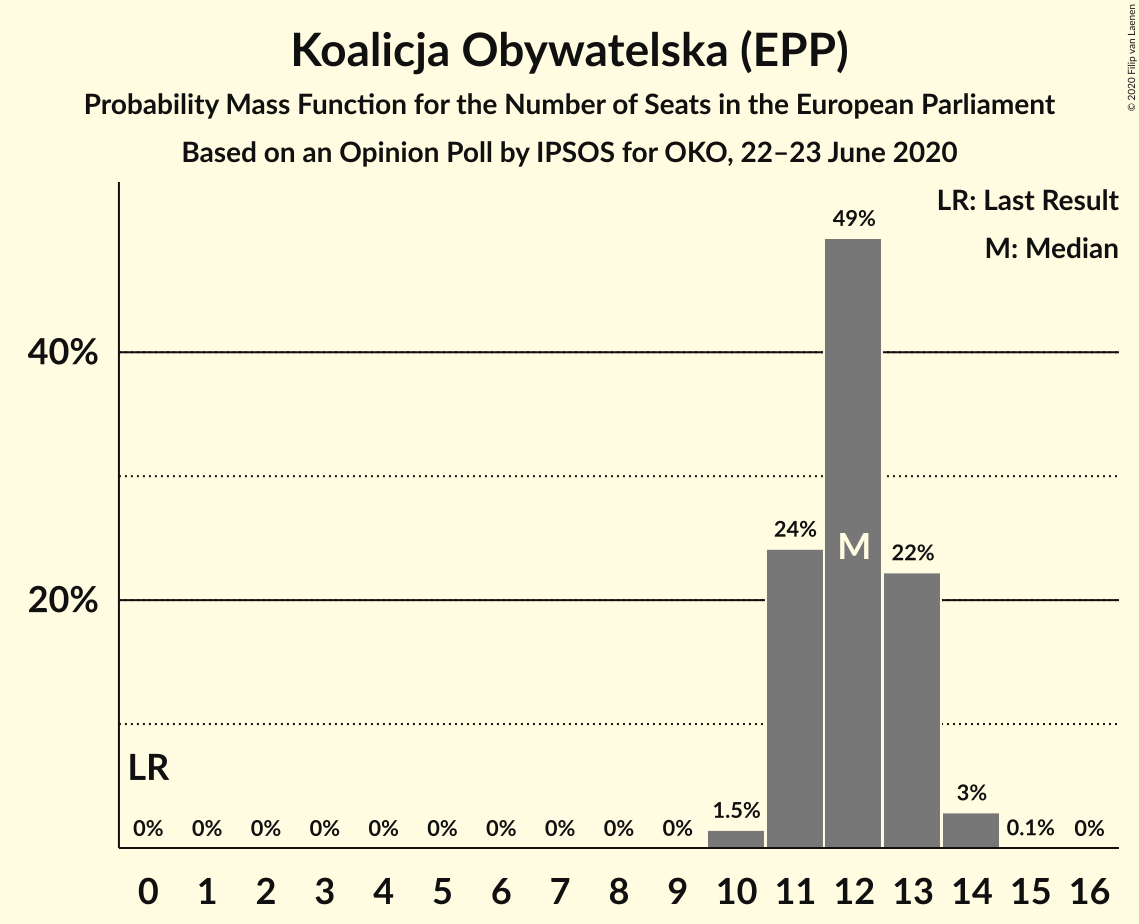 Koalicja Obywatelska (EPP)
Probability Mass Function for the Number of Seats in the European Parliament
Based on an Opinion Poll by IPSOS for OKO, 22–23 June 2020
© 2020 Filip van Laenen
LR: Last Result
M: Median
49%
40%
24%
M
22%
20%
LR
0% 0% 0% 0% 0% 0% 0% 0% 0% 0% 1.5% 3% 0.1% 0%
0 1 2 3 4 5 6 7 8 9 10 11 12 13 14 15 16